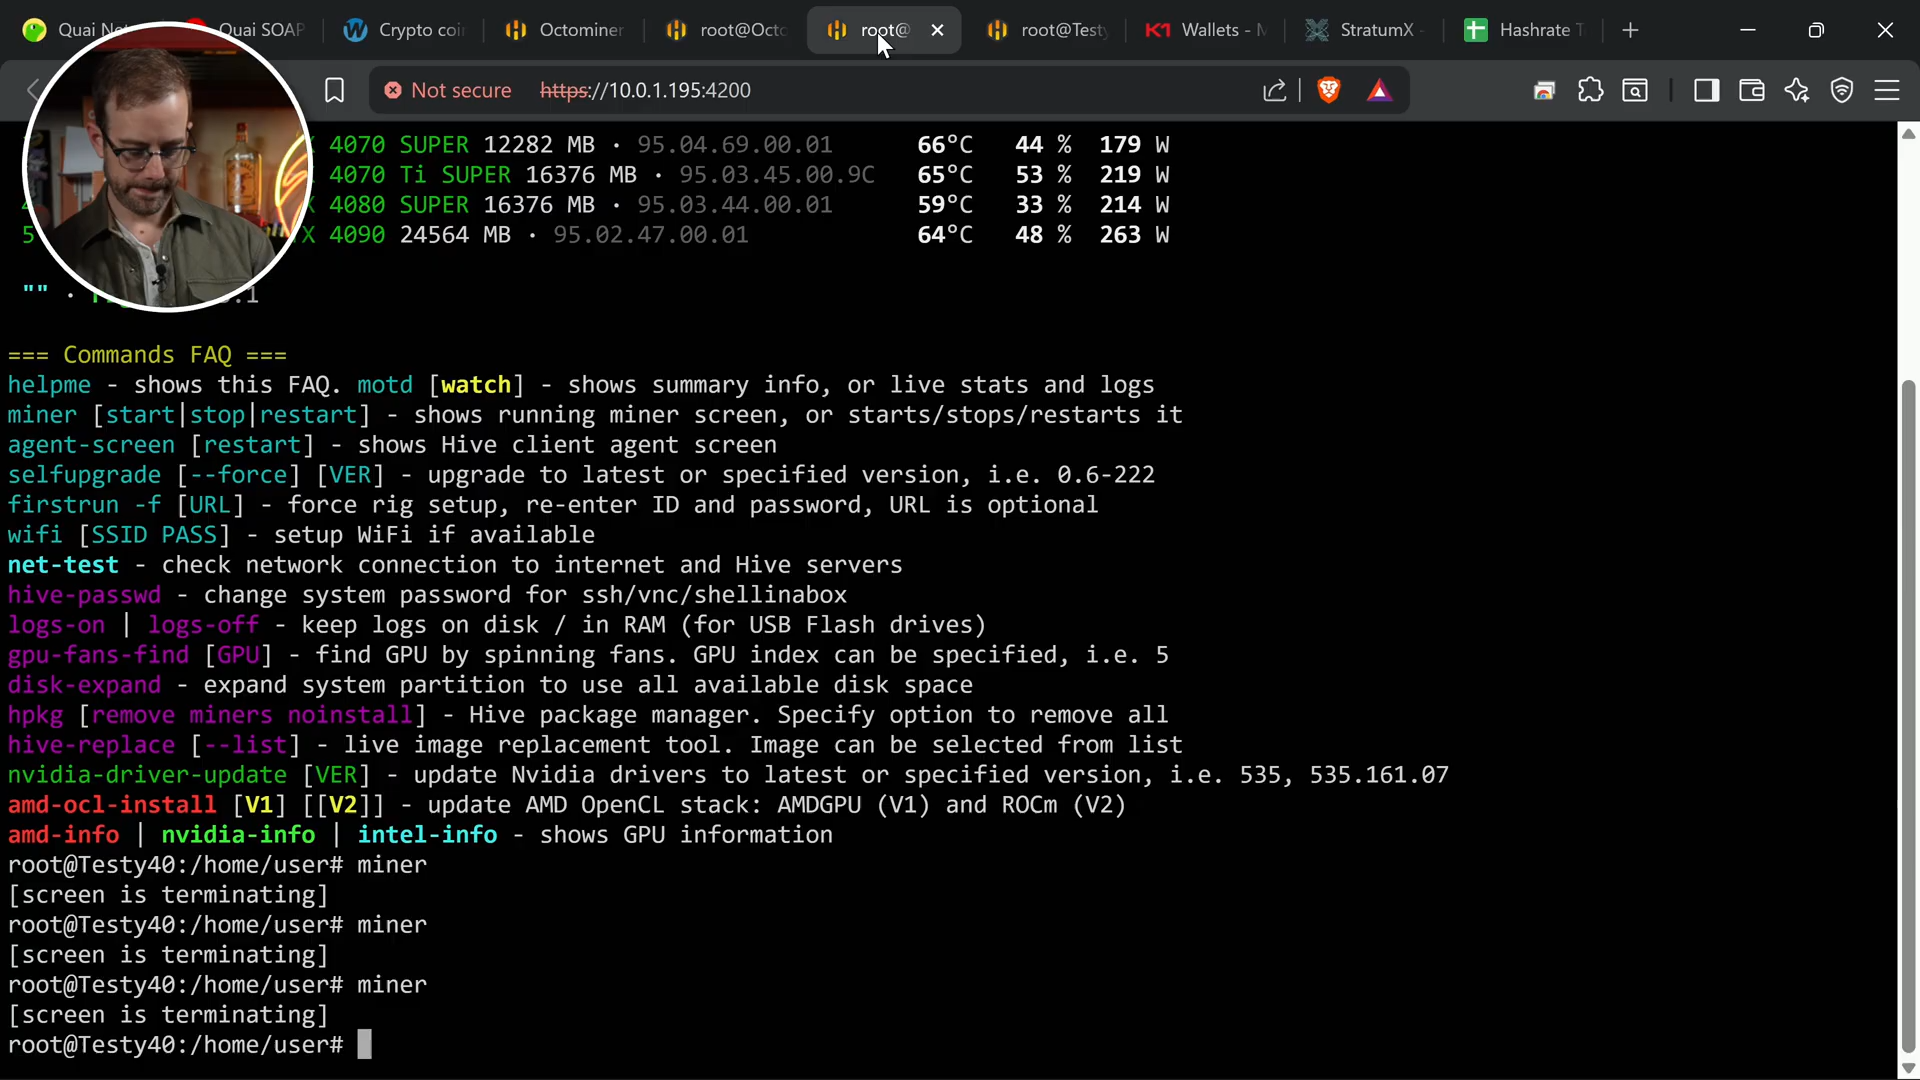 Quai Ne
Quai SOAP
Crypto coi
Octominer
root@Octo
root@
root@Testy
K1 Wallets - M
StratumX -
Hashrate T
Not secure https://10.0.1.195:4200
X 4070 SUPER 12282 MB · 95.04.69.00.01 66°C 44 % 179 W
X 4070 Ti SUPER 16376 MB · 95.03.45.00.9C 65°C 53 % 219 W
X 4080 SUPER 16376 MB · 95.03.44.00.01 59°C 33 % 214 W
5 X 4090 24564 MB · 95.02.47.00.01 64°C 48 % 263 W
"" ·
=== Commands FAQ ===
helpme - shows this FAQ. motd [watch] - shows summary info, or live stats and logs
miner [start|stop|restart] - shows running miner screen, or starts/stops/restarts it
agent-screen [restart] - shows Hive client agent screen
selfupgrade [--force] [VER] - upgrade to latest or specified version, i.e. 0.6-222
firstrun -f [URL] - force rig setup, re-enter ID and password, URL is optional
wifi [SSID PASS] - setup WiFi if available
net-test - check network connection to internet and Hive servers
hive-passwd - change system password for ssh/vnc/shellinabox
logs-on | logs-off - keep logs on disk / in RAM (for USB Flash drives)
gpu-fans-find [GPU] - find GPU by spinning fans. GPU index can be specified, i.e. 5
disk-expand - expand system partition to use all available disk space
hpkg [remove miners noinstall] - Hive package manager. Specify option to remove all
hive-replace [--list] - live image replacement tool. Image can be selected from list
nvidia-driver-update [VER] - update Nvidia drivers to latest or specified version, i.e. 535, 535.161.07
amd-ocl-install [V1] [[V2]] - update AMD OpenCL stack: AMDGPU (V1) and ROCm (V2)
amd-info | nvidia-info | intel-info - shows GPU information
root@Testy40:/home/user# miner
[screen is terminating]
root@Testy40:/home/user# miner
[screen is terminating]
root@Testy40:/home/user# miner
[screen is terminating]
root@Testy40:/home/user#